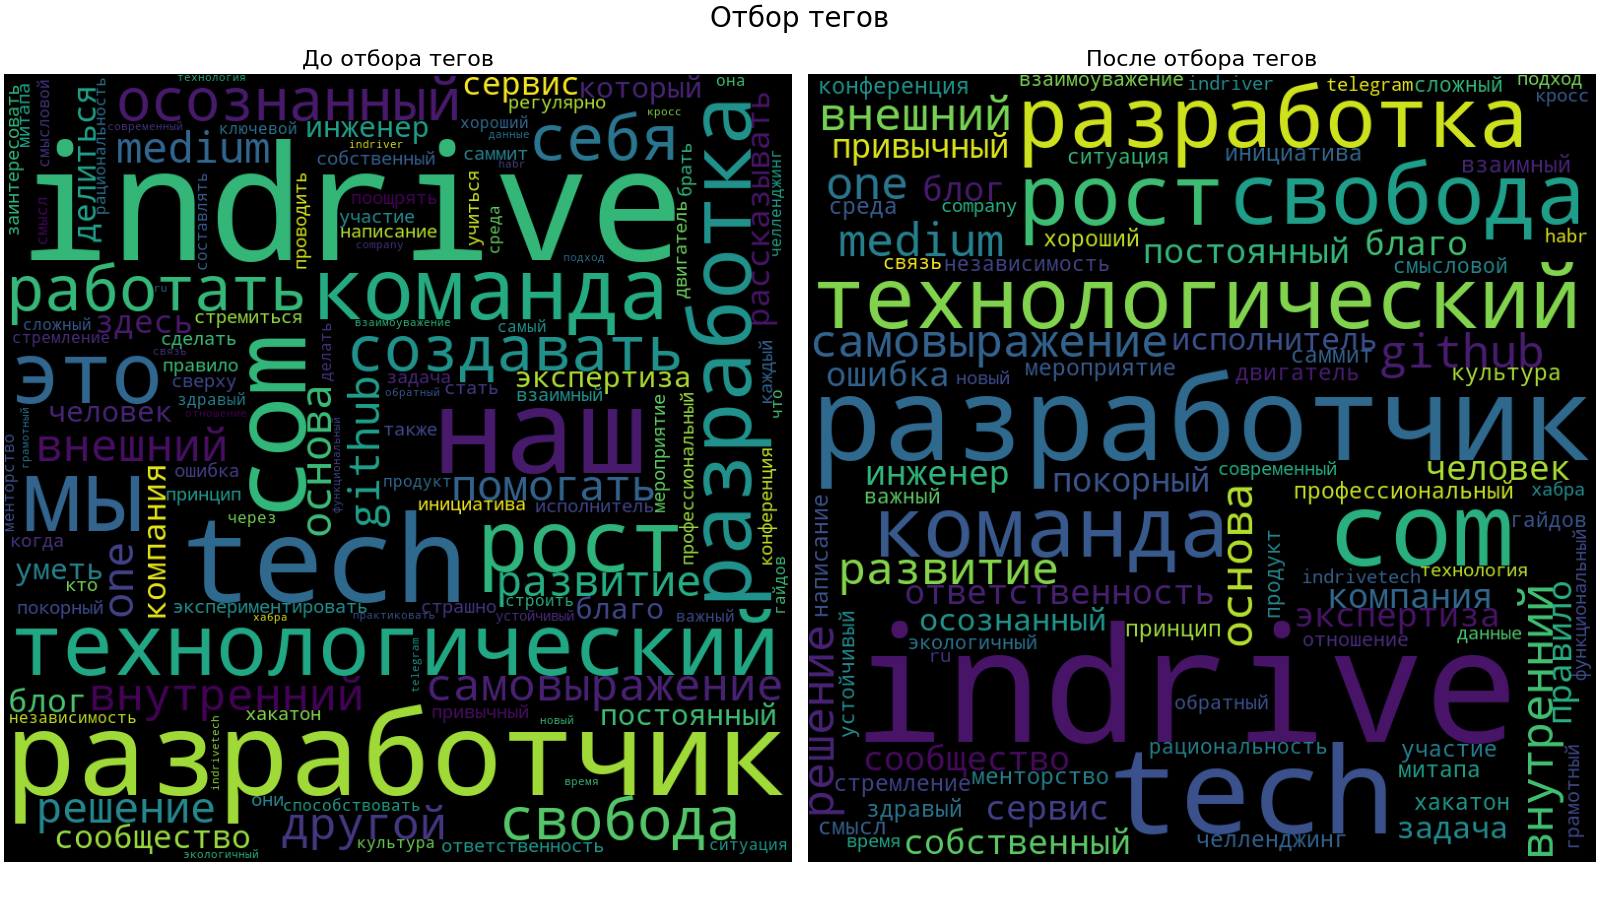 Отбор тегов
До отбора тегов
технология
сервис
который
она
осознанный
регулярно
заинтересовать
митапа
смысловой
делиться
рациональность
современный
ключевой
инженер
хороший
данные
кросс
себя
indriver
medium
собственный
саммит
habr
разработка
рассказывать
челленджинг
брать
indrive
поощрять
участие
написание
company
учиться
среда
смысл
составлять
проводить
двигатель
подход
работать
ru
команда
сложный
здесь
стремиться
взаимоуважение
самый
стремление
сделать
делать
создавать
каждый
что
это
связь
правило
сверху
задача
стать
экспертиза
здравый
обратный
взаимный
человек
отношение
com
основа
github
функциональный
также
наш
мероприятие
профессиональный
конференция
внешний
грамотный
менторство
ошибка
продукт
помогать
мы
принцип
инициатива
исполнитель
компания
через
когда
tech
рост
уметь
one
кто
развитие
гайдов
покорный
экспериментировать
страшно
строить
благо
хабра
практиковать
устойчивый
важный
технологический
telegram
блог
внутренний
самовыражение
независимость
хакатон
привычный
новый
постоянный
разработчик
indrivetech
время
решение
они
способствовать
другой
свобода
сообщество
культура
ответственность
ситуация
экологичный
После отбора тегов
конференция
взаимоуважение
indriver
telegram
сложный
подход
кросс
внешний
разработка
привычный
ситуация
инициатива
взаимный
one
блог
рост
свобода
среда
company
medium
хороший
постоянный
благо
habr
связь
независимость
смысловой
технологический
самовыражение
исполнитель
саммит
github
ошибка
новый
мероприятие
двигатель
культура
разработчик
инженер
покорный
современный
человек
важный
профессиональный
хабра
написание
команда
основа
com
гайдов
продукт
функциональный
развитие
indrivetech
технология
ответственность
компания
внутренний
правило
решение
устойчивый
осознанный
принцип
экспертиза
экологичный
отношение
данные
ru
indrive
обратный
сообщество
рациональность
участие
стремление
менторство
tech
митапа
грамотный
здравый
сервис
хакатон
смысл
время
собственный
челленджинг
задача